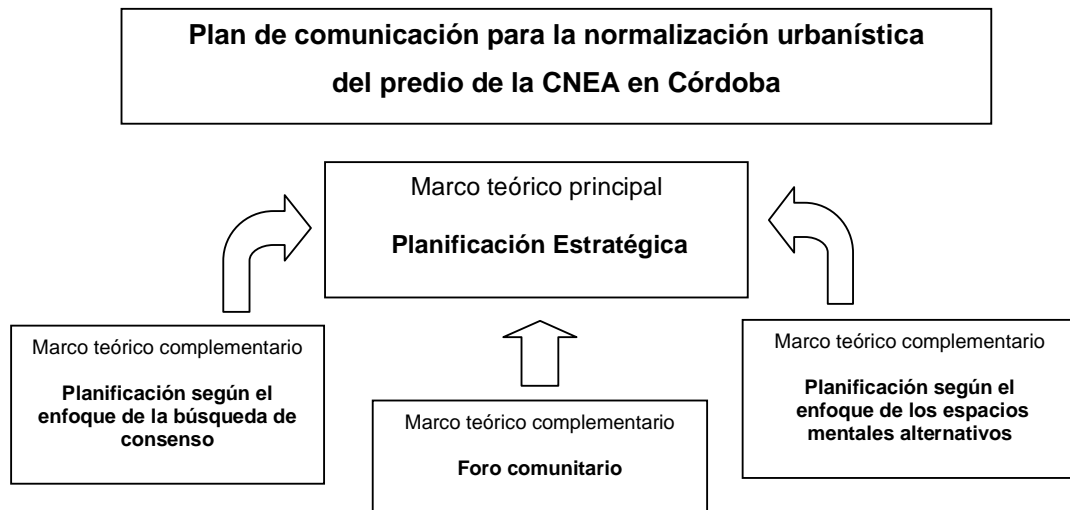 Plan de comunicación para la normalización urbanística
del predio de la CNEA en Córdoba
Marco teórico principal
Planificación Estratégica
Marco teórico complementario
Planificación según el
enfoque de la búsqueda de
consenso
Marco teórico complementario
Foro comunitario
Marco teórico complementario
Planificación según el
enfoque de los espacios
mentales alternativos